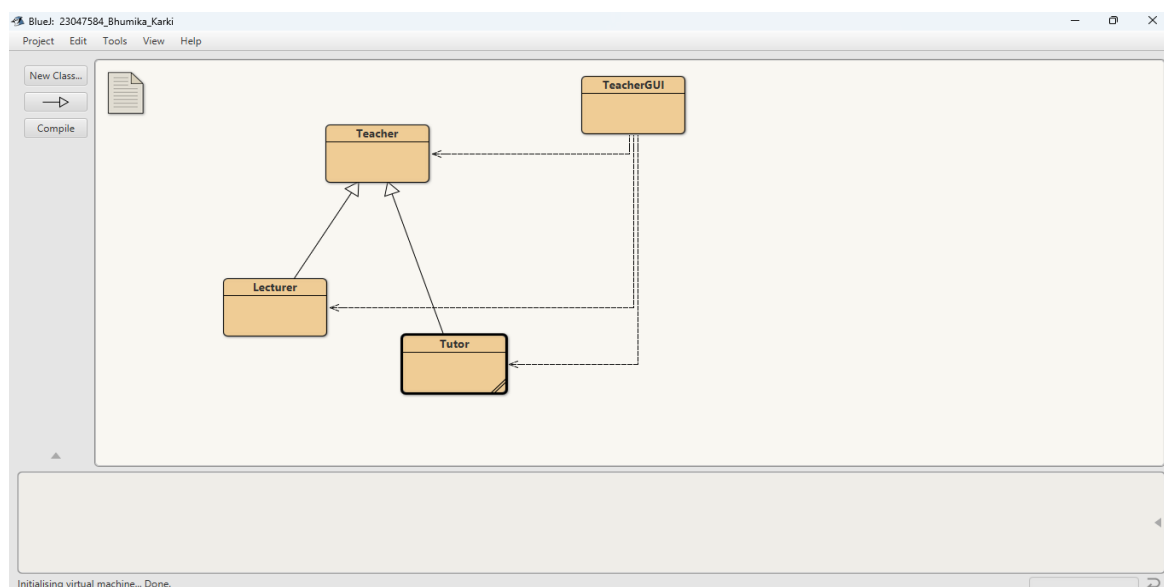 BlueJ: 23047584_Bhumika_Karki
Project Edit Tools View Help
New Class...
Compile
TeacherGUI
Teacher
Lecturer
Tutor
Initialising virtual machine... Done.